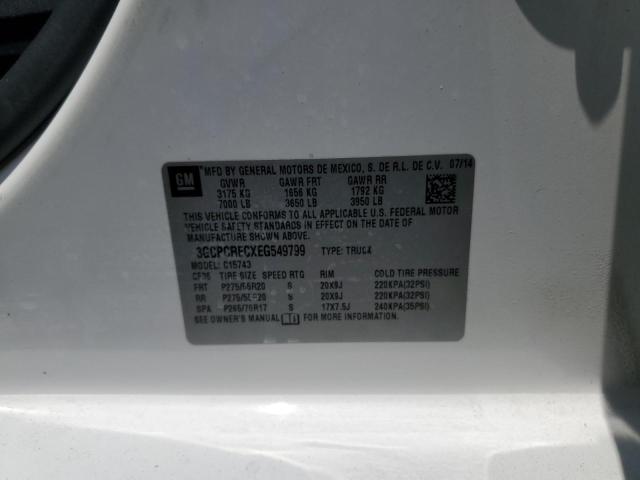 GM
MFD BY GENERAL MOTORS DE MEXICO, S. DE R.L. DE C.V. 07/14
GVWR GAWR FRT GAWR RR
3175 KG 1656 KG 1792 KG
7000 LB 3650 LB 3950 LB
THIS VEHICLE CONFORMS TO ALL APPLICABLE U.S. FEDERAL MOTOR
VEHICLE SAFETY STANDARDS IN EFFECT ON THE DATE OF
MANUFACTURE SHOWN ABOVE.
3GCPCRECXEG549799 TYPE: TRUCK
MODEL: C15743
TIRE SIZE SPEED RTG RIM COLD TIRE PRESSURE
FRT P275/55R20 S 20X9J 220KPA(32PSI)
RR P275/55R20 S 20X9J 220KPA(32PSI)
SPA P265/70R17 S 17X7.5J 240KPA(35PSI)
SEE OWNER'S MANUAL FOR MORE INFORMATION.